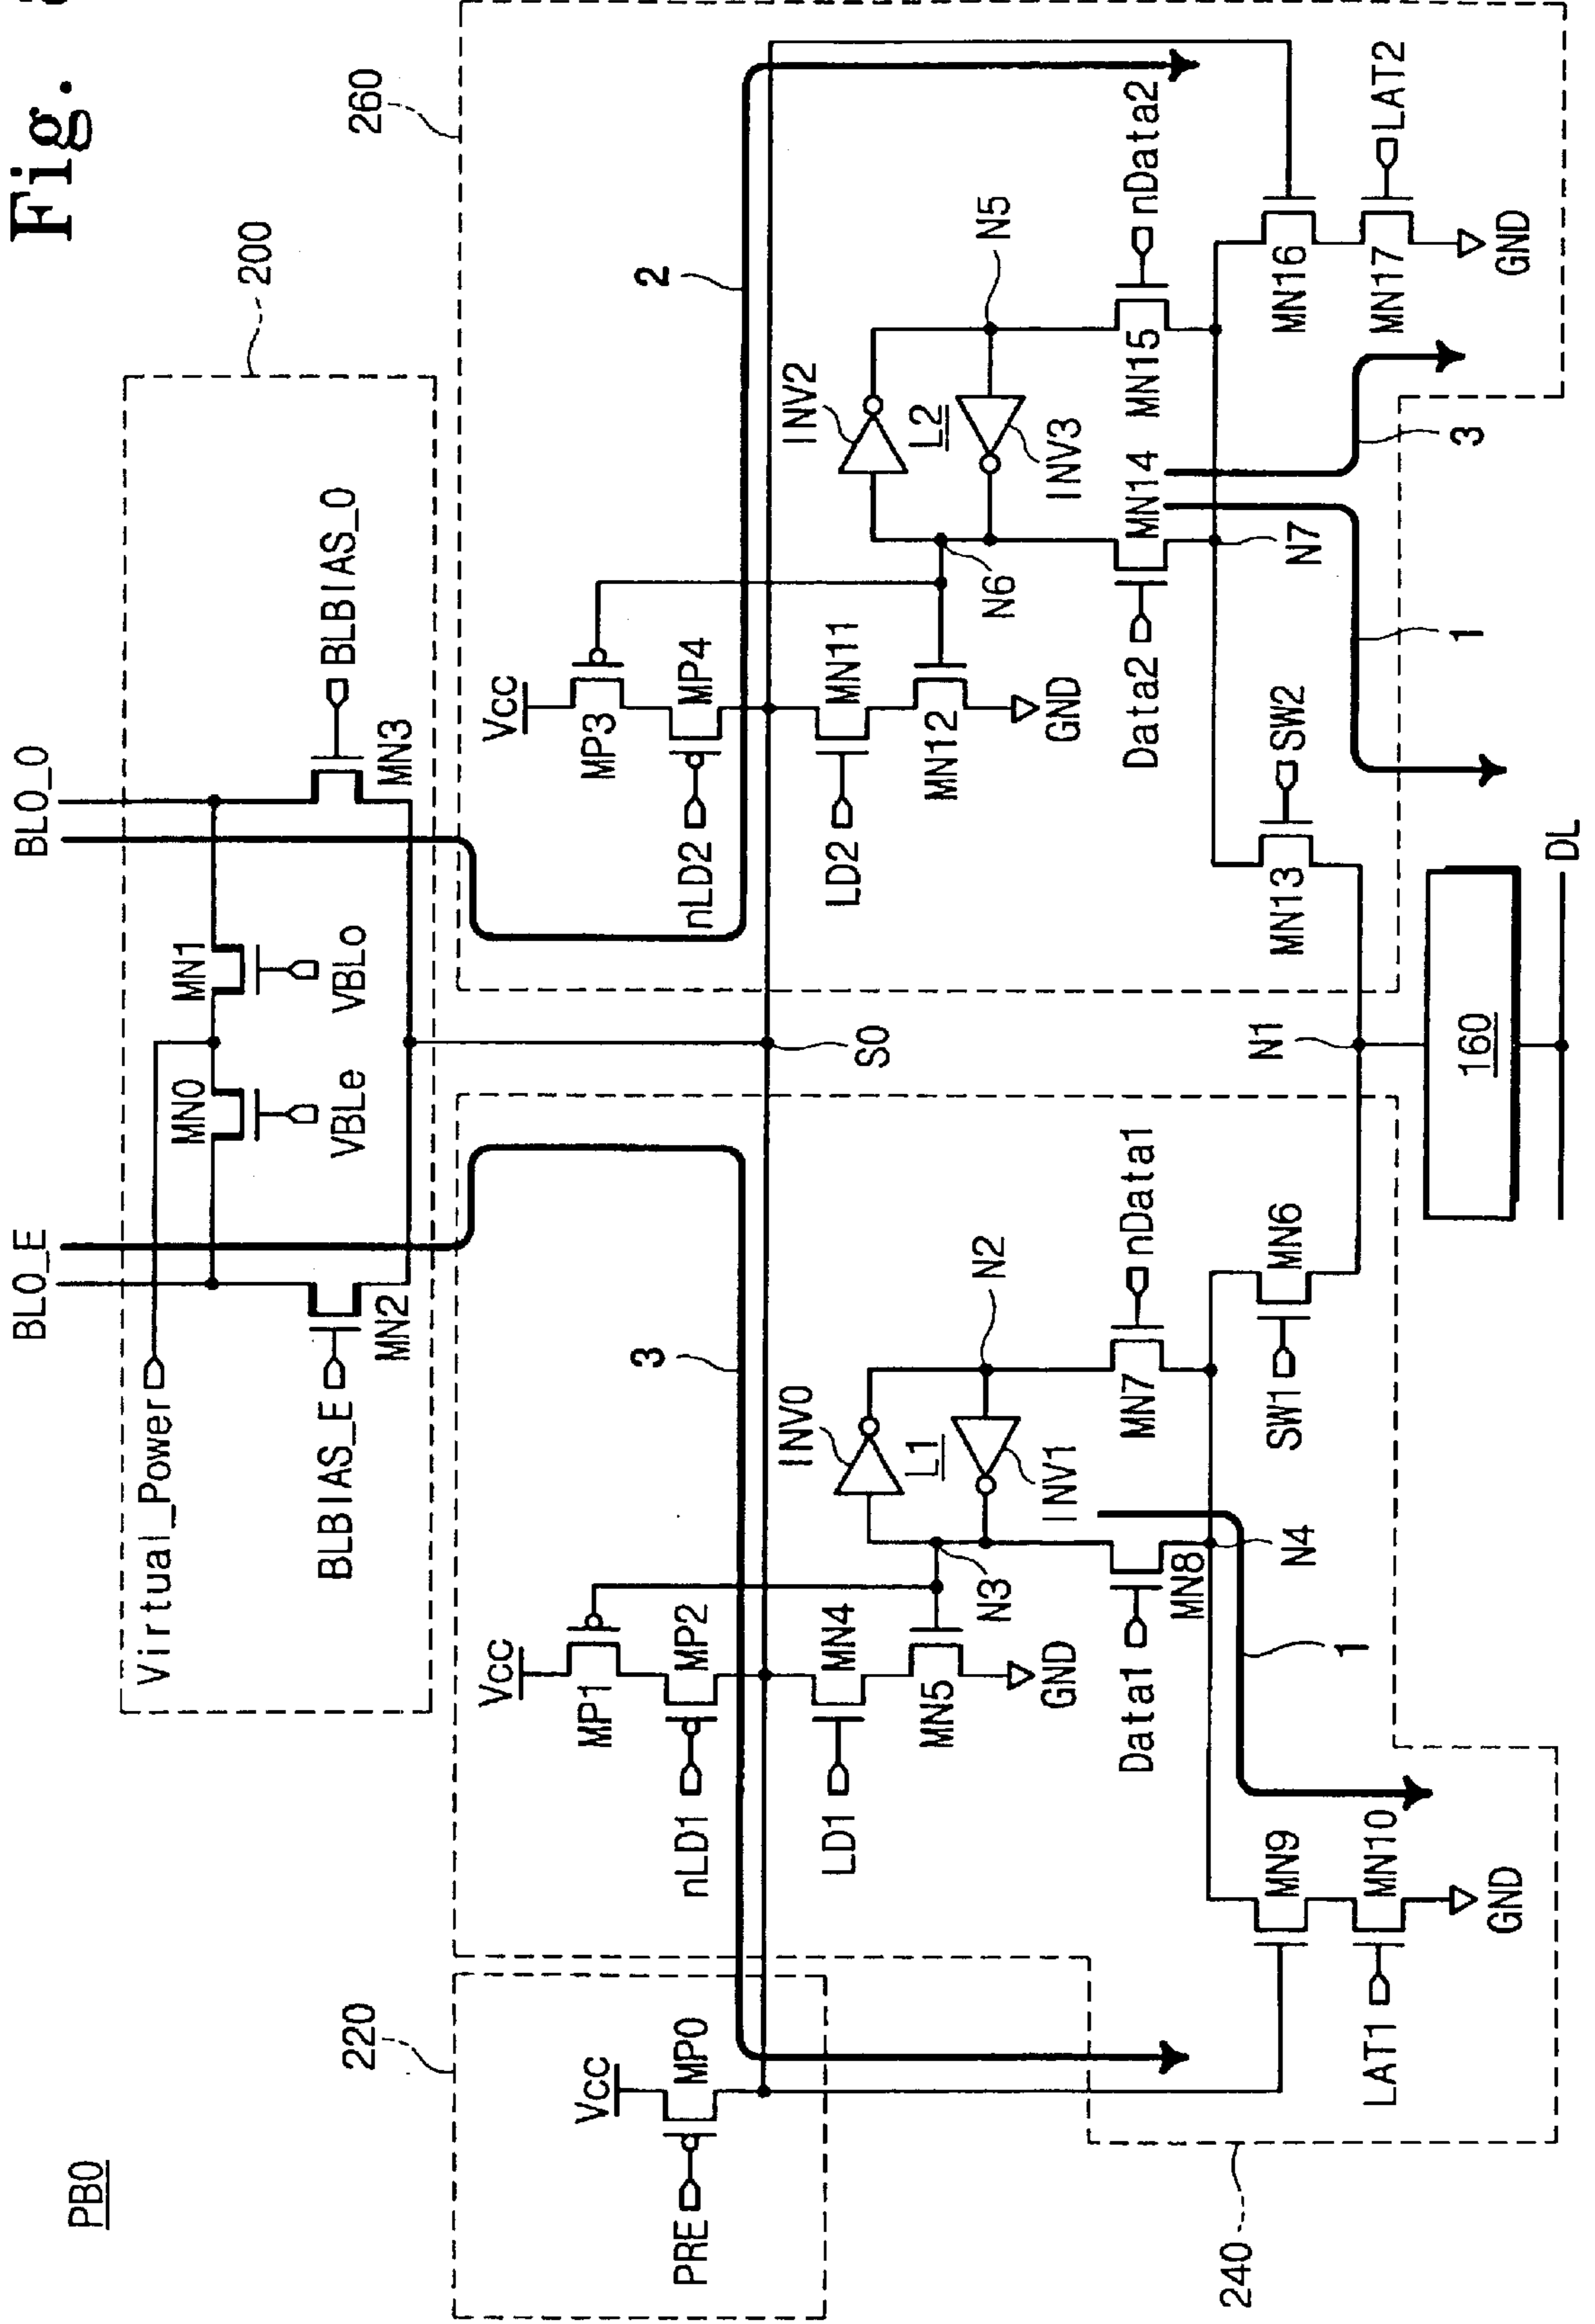 Fig.
PB0
BL0_E
BL0_0
200
Virtual_Power
MN0
MN1
VBLe
VBLo
BLBIAS_E
MN2
MN3
BLBIAS_0
220
Vcc
PRE
MP0
3
S0
2
260
Vcc
MP1
nLD1
MP2
LD1
MN4
MN5
GND
INV0
L1
INV1
N2
N3
Data1
MN8
MN7
nData1
N4
1
MN9
LAT1
MN10
GND
SW1
MN6
240
Vcc
MP3
nLD2
MP4
LD2
MN11
MN12
GND
INV2
L2
INV3
N5
N6
Data2
MN14
MN15
nData2
N7
MN13
SW2
MN16
MN17
LAT2
GND
1
3
N1
160
DL